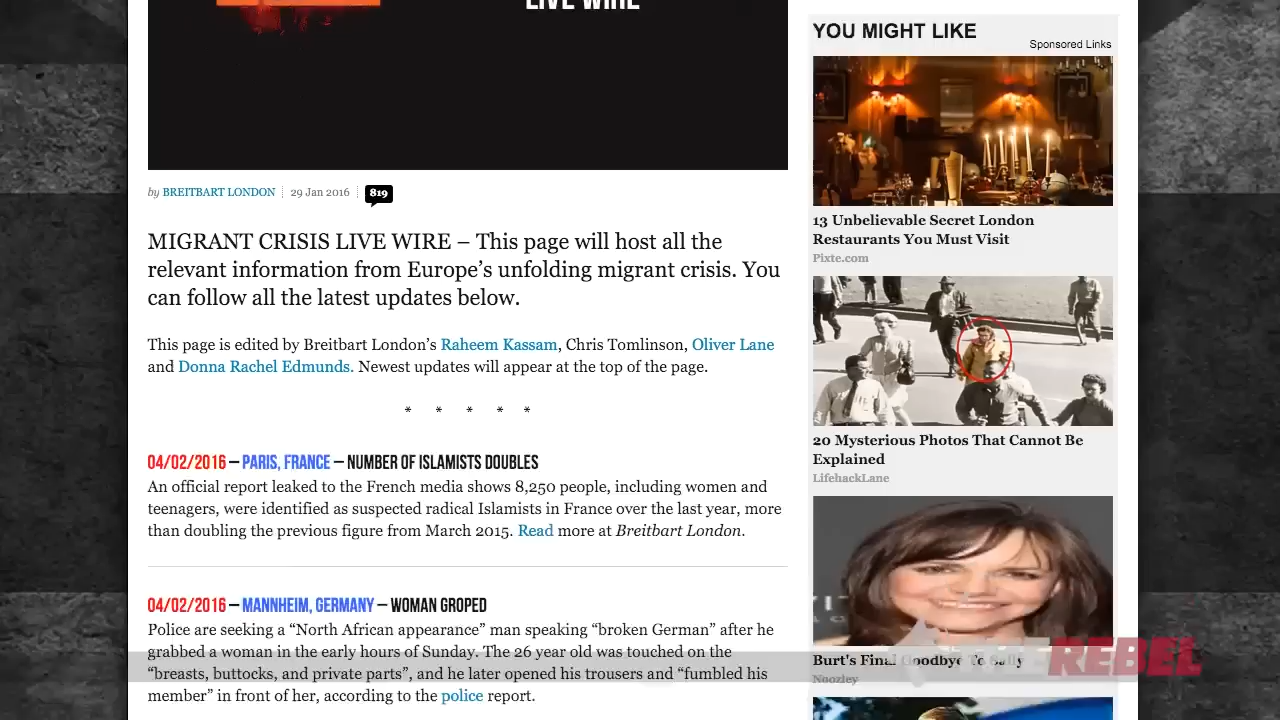 LIVE WIRE
by BREITBART LONDON 29 Jan 2016 819
MIGRANT CRISIS LIVE WIRE – This page will host all the
relevant information from Europe’s unfolding migrant crisis. You
can follow all the latest updates below.
This page is edited by Breitbart London’s Raheem Kassam, Chris Tomlinson, Oliver Lane
and Donna Rachel Edmunds. Newest updates will appear at the top of the page.
* * * * *
04/02/2016 – PARIS, FRANCE – NUMBER OF ISLAMISTS DOUBLES
An official report leaked to the French media shows 8,250 people, including women and
teenagers, were identified as suspected radical Islamists in France over the last year, more
than doubling the previous figure from March 2015. Read more at Breitbart London.
04/02/2016 – MANNHEIM, GERMANY – WOMAN GROPED
Police are seeking a “North African appearance” man speaking “broken German” after he
grabbed a woman in the early hours of Sunday. The 26 year old was touched on the
“breasts, buttocks, and private parts”, and he later opened his trousers and “fumbled his
member” in front of her, according to the police report.
YOU MIGHT LIKE
Sponsored Links
13 Unbelievable Secret London
Restaurants You Must Visit
Pixte.com
20 Mysterious Photos That Cannot Be
Explained
LifehackLane
Burt's Final Goodbye To Sally
Noozley
THE REBEL